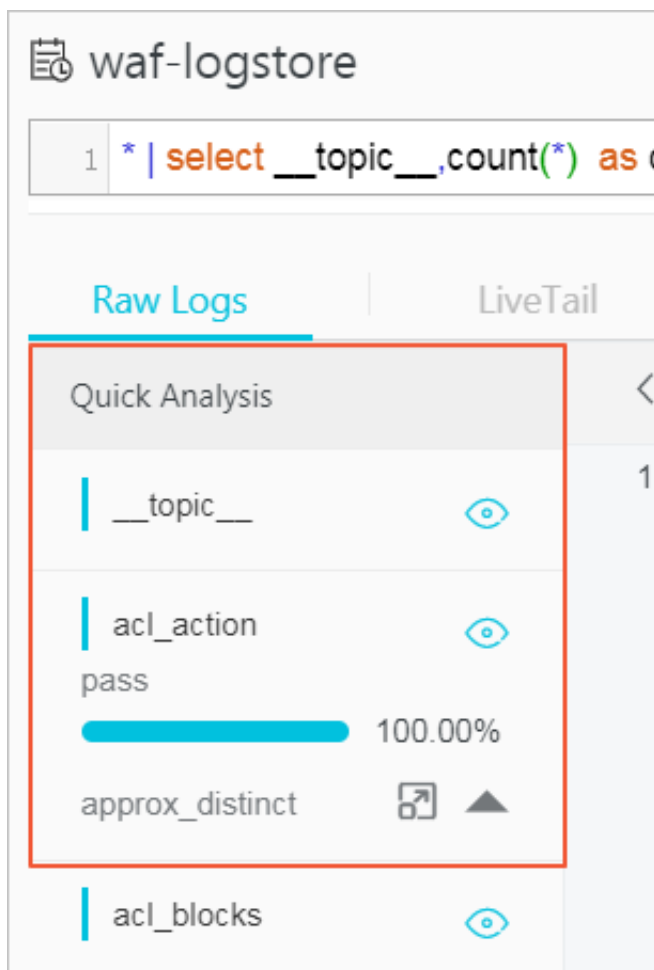 waf-logstore
1 * | select __topic__,count(*) as
Raw Logs LiveTail
Quick Analysis
1
__topic__
acl_action
pass
100.00%
approx_distinct
acl_blocks